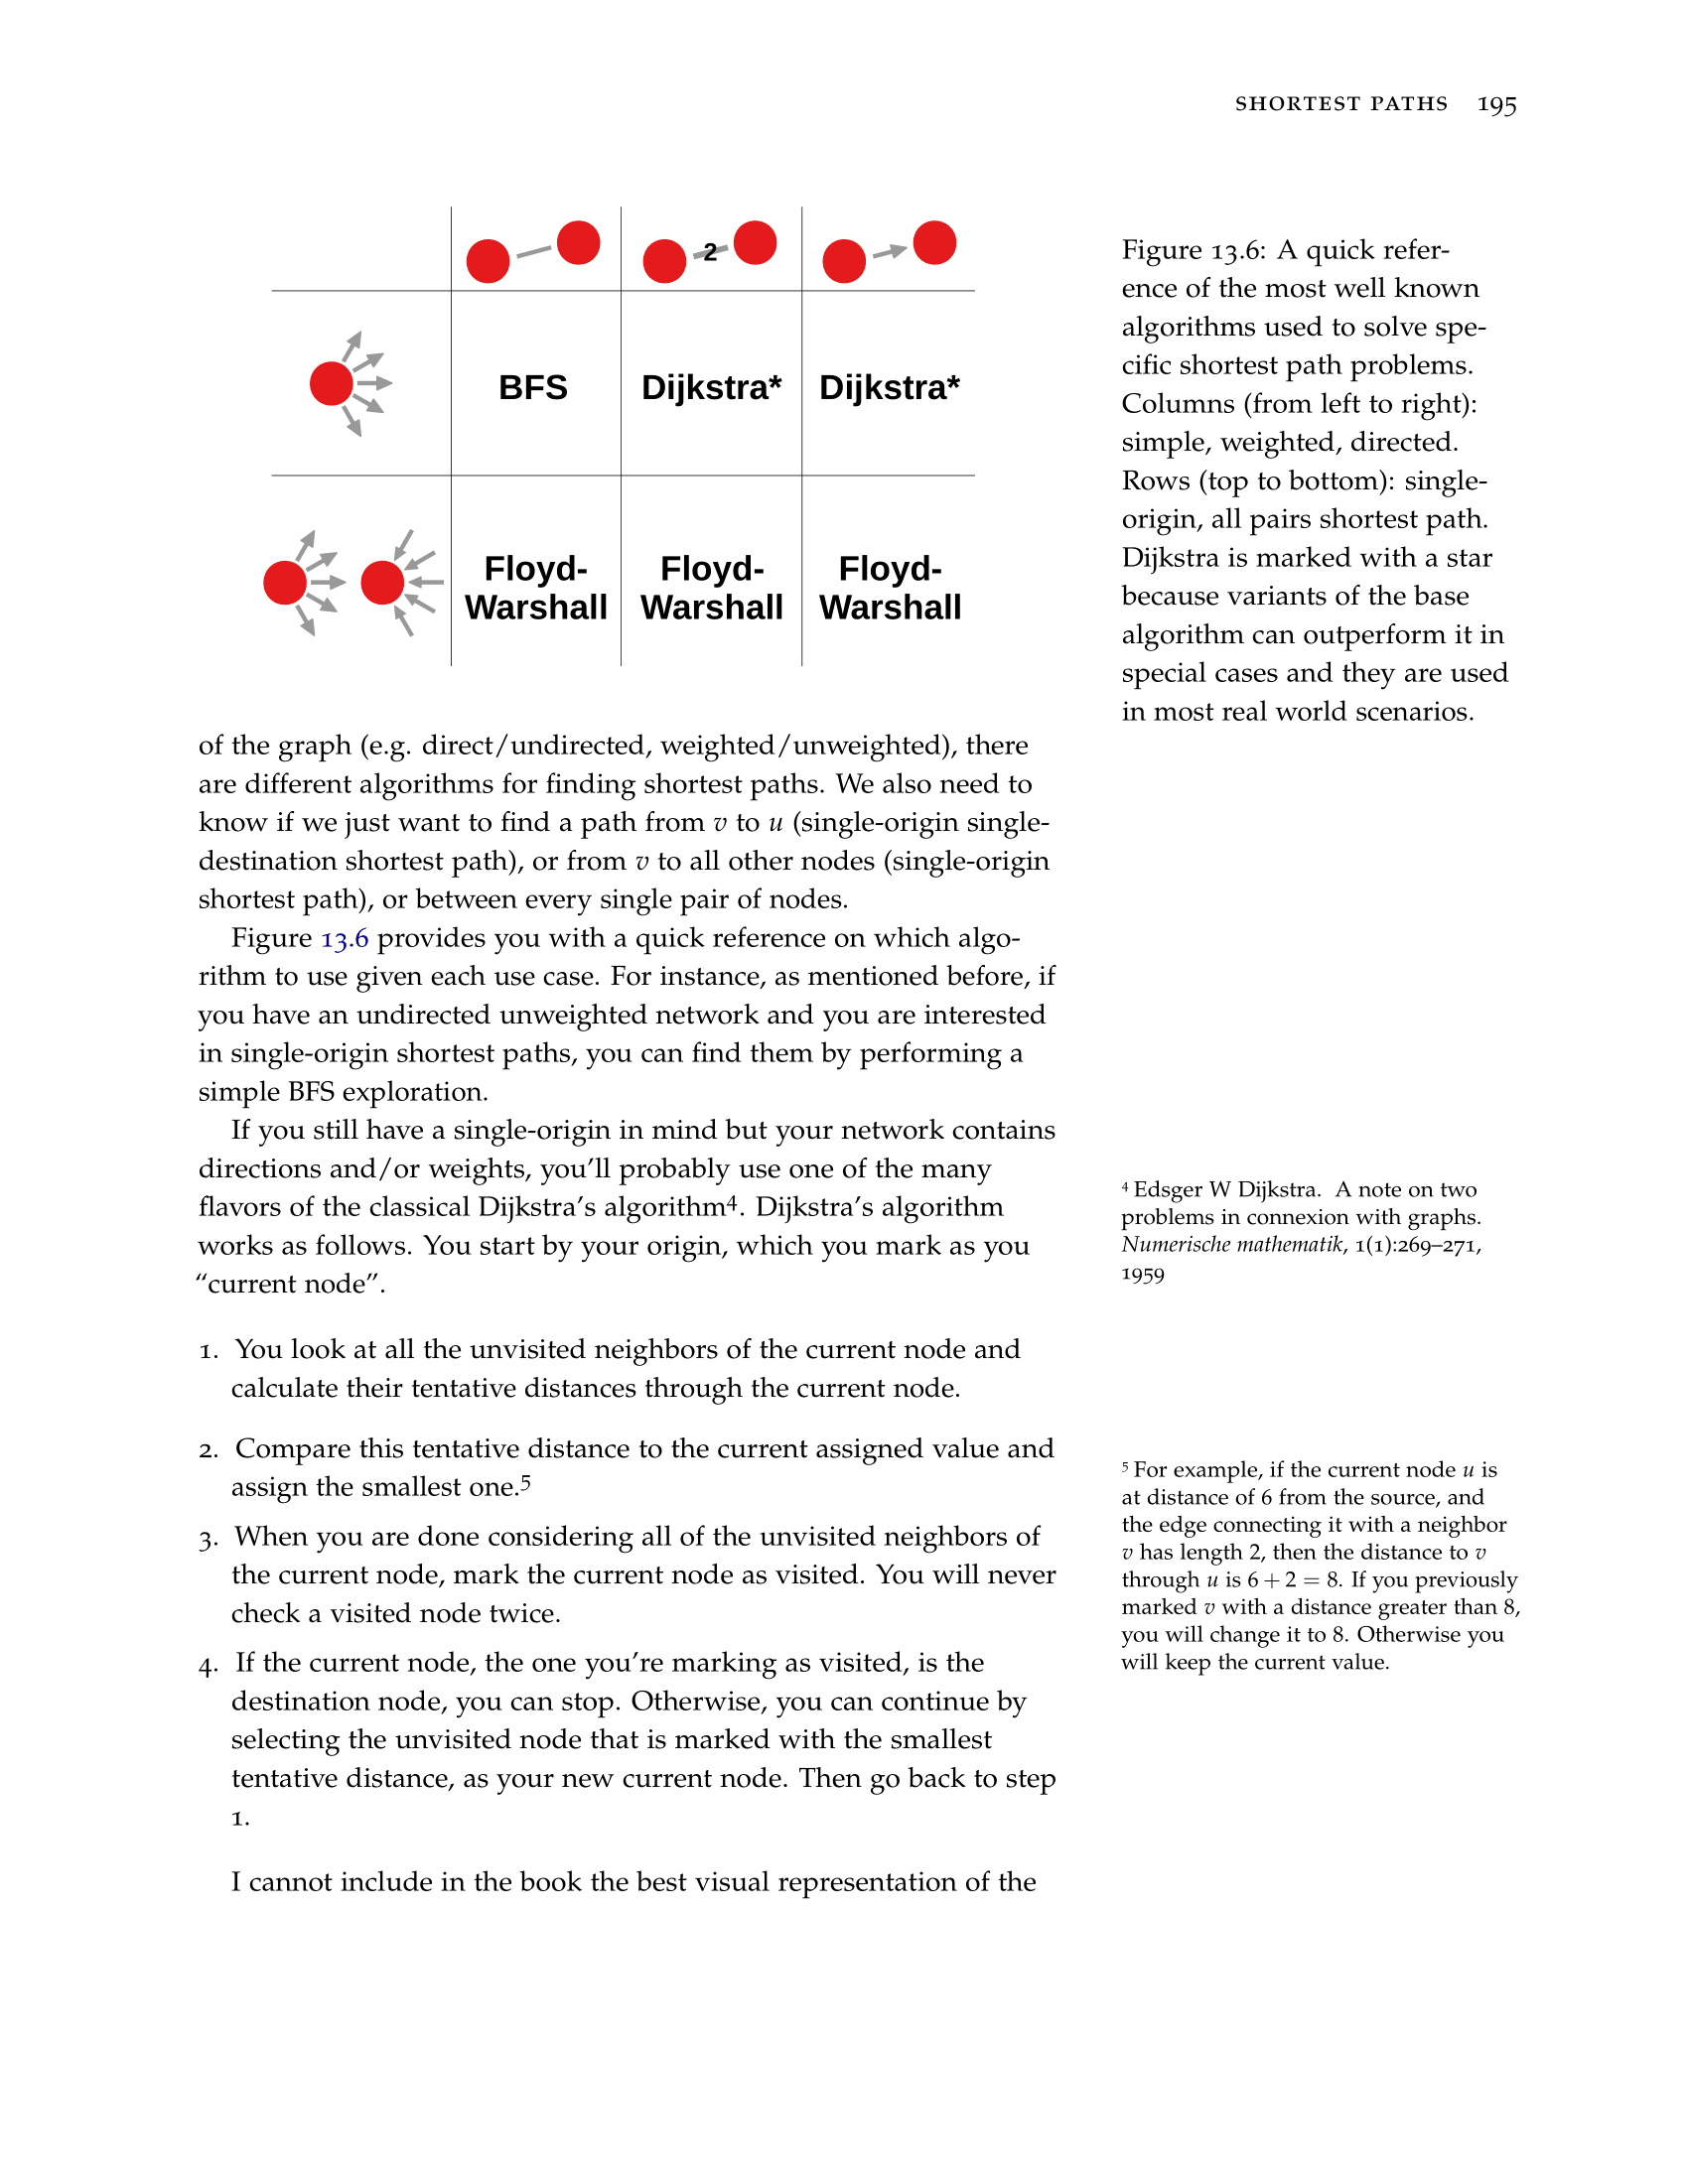 SHORTEST PATHS 195
2
BFS Dijkstra* Dijkstra*
Floyd- Floyd- Floyd-
Warshall Warshall Warshall
Figure 13.6: A quick refer-
ence of the most well known
algorithms used to solve spe-
cific shortest path problems.
Columns (from left to right):
simple, weighted, directed.
Rows (top to bottom): single-
origin, all pairs shortest path.
Dijkstra is marked with a star
because variants of the base
algorithm can outperform it in
special cases and they are used
in most real world scenarios.
of the graph (e.g. direct/undirected, weighted/unweighted), there
are different algorithms for finding shortest paths. We also need to
know if we just want to find a path from v to u (single-origin single-
destination shortest path), or from v to all other nodes (single-origin
shortest path), or between every single pair of nodes.
Figure 13.6 provides you with a quick reference on which algo-
rithm to use given each use case. For instance, as mentioned before, if
you have an undirected unweighted network and you are interested
in single-origin shortest paths, you can find them by performing a
simple BFS exploration.
If you still have a single-origin in mind but your network contains
directions and/or weights, you'll probably use one of the many
flavors of the classical Dijkstra's algorithm4. Dijkstra's algorithm
works as follows. You start by your origin, which you mark as you
“current node”.
4 Edsger W Dijkstra. A note on two
problems in connexion with graphs.
Numerische mathematik, 1(1):269–271,
1959
1. You look at all the unvisited neighbors of the current node and
calculate their tentative distances through the current node.
2. Compare this tentative distance to the current assigned value and
assign the smallest one.5
3. When you are done considering all of the unvisited neighbors of
the current node, mark the current node as visited. You will never
check a visited node twice.
4. If the current node, the one you're marking as visited, is the
destination node, you can stop. Otherwise, you can continue by
selecting the unvisited node that is marked with the smallest
tentative distance, as your new current node. Then go back to step
1.
5 For example, if the current node u is
at distance of 6 from the source, and
the edge connecting it with a neighbor
v has length 2, then the distance to v
through u is 6 + 2 = 8. If you previously
marked v with a distance greater than 8,
you will change it to 8. Otherwise you
will keep the current value.
I cannot include in the book the best visual representation of the